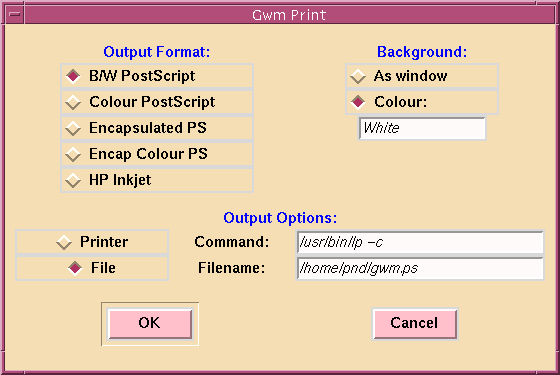 Gwm Print
Output Format:
B/W PostScript
Colour PostScript
Encapsulated PS
Encap Colour PS
HP Inkjet
Background:
As window
Colour:
White
Output Options:
Printer
File
Command: /usr/bin/lp -c
Filename: /home/pnd/gwm.ps
OK
Cancel